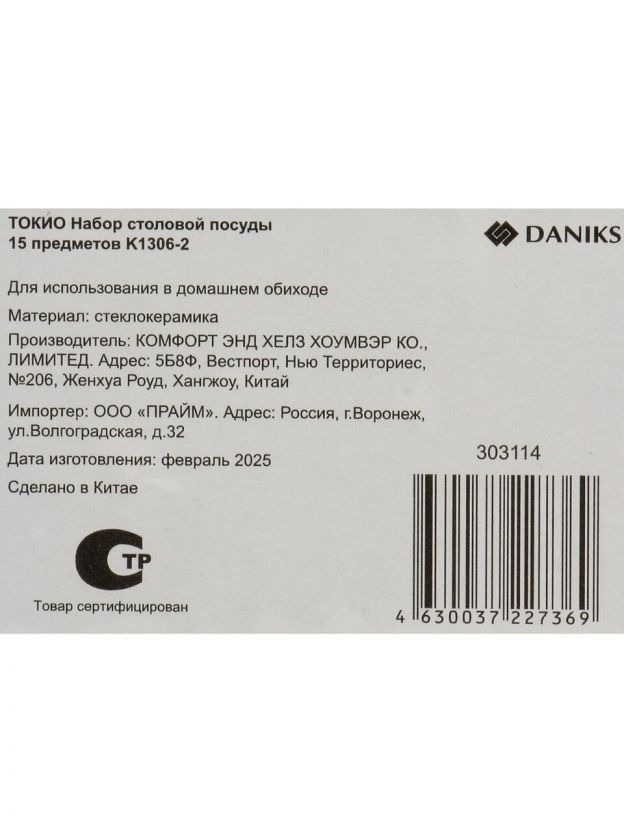 ТОКИО Набор столовой посуды
15 предметов K1306-2
DANIKS
Для использования в домашнем обиходе
Материал: стеклокерамика
Производитель: КОМФОРТ ЭНД ХЕЛЗ ХОУМВЭР КО.,
ЛИМИТЕД. Адрес: 5Б8Ф, Вестпорт, Нью Территориес,
№206, Женхуа Роуд, Хангжоу, Китай
Импортер: ООО «ПРАЙМ». Адрес: Россия, г.Воронеж,
ул.Волгоградская, д.32
Дата изготовления: февраль 2025
Сделано в Китае
ТР
Товар сертифицирован
303114
4 630037 227369